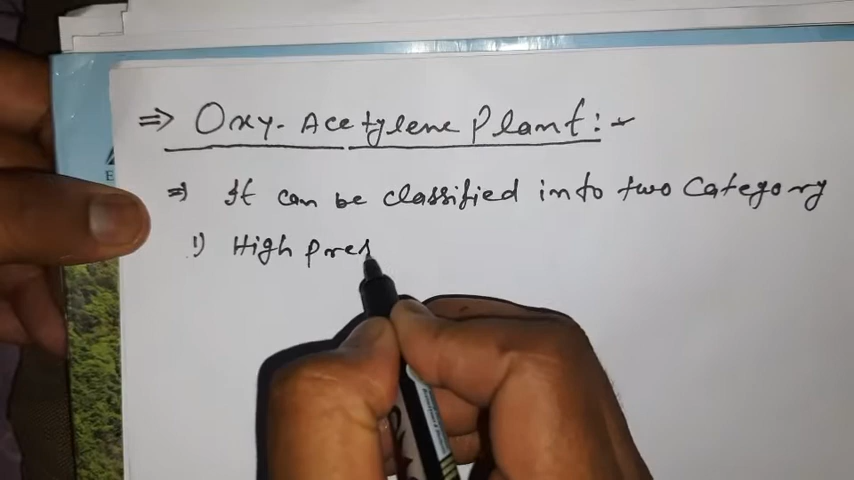 ⇒ Oxy-Acetylene Plant:-
⇒ It can be classified into two Category
1) High pres